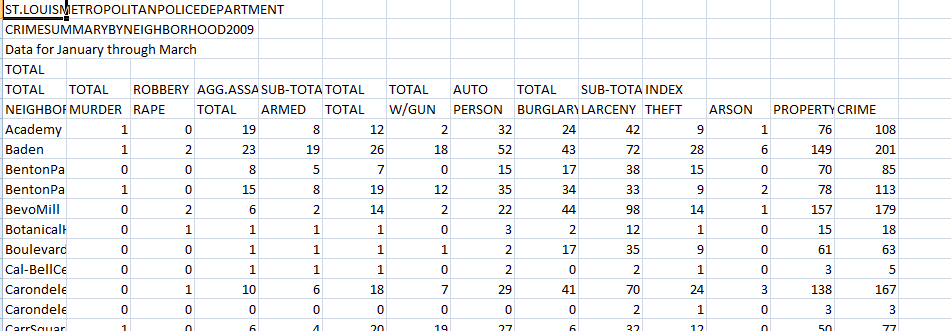 ST.LOUISMETROPOLITANPOLICEDEPARTMENT
CRIMESUMMARYBYNEIGHBORHOOD2009
Data for January through March
TOTAL
TOTAL TOTAL ROBBERY AGG.ASSA SUB-TOTA TOTAL TOTAL AUTO TOTAL SUB-TOTA INDEX
NEIGHBOR MURDER RAPE TOTAL ARMED TOTAL W/GUN PERSON BURGLARY LARCENY THEFT ARSON PROPERTY CRIME
Academy 1 0 19 8 12 2 32 24 42 9 1 76 108
Baden 1 2 23 19 26 18 52 43 72 28 6 149 201
BentonPa 0 0 8 5 7 0 15 17 38 15 0 70 85
BentonPa 1 0 15 8 19 12 35 34 33 9 2 78 113
BevoMill 0 2 6 2 14 2 22 44 98 14 1 157 179
BotanicalH 0 1 1 1 1 0 3 2 12 1 0 15 18
Boulevard 0 0 1 1 1 1 2 17 35 9 0 61 63
Cal-BellCe 0 0 1 1 1 0 2 0 2 1 0 3 5
Carondele 0 1 10 6 18 7 29 41 70 24 3 138 167
Carondele 0 0 0 0 0 0 0 0 2 1 0 3 3
CarrSquar 1 0 6 4 20 19 27 6 32 12 0 50 77